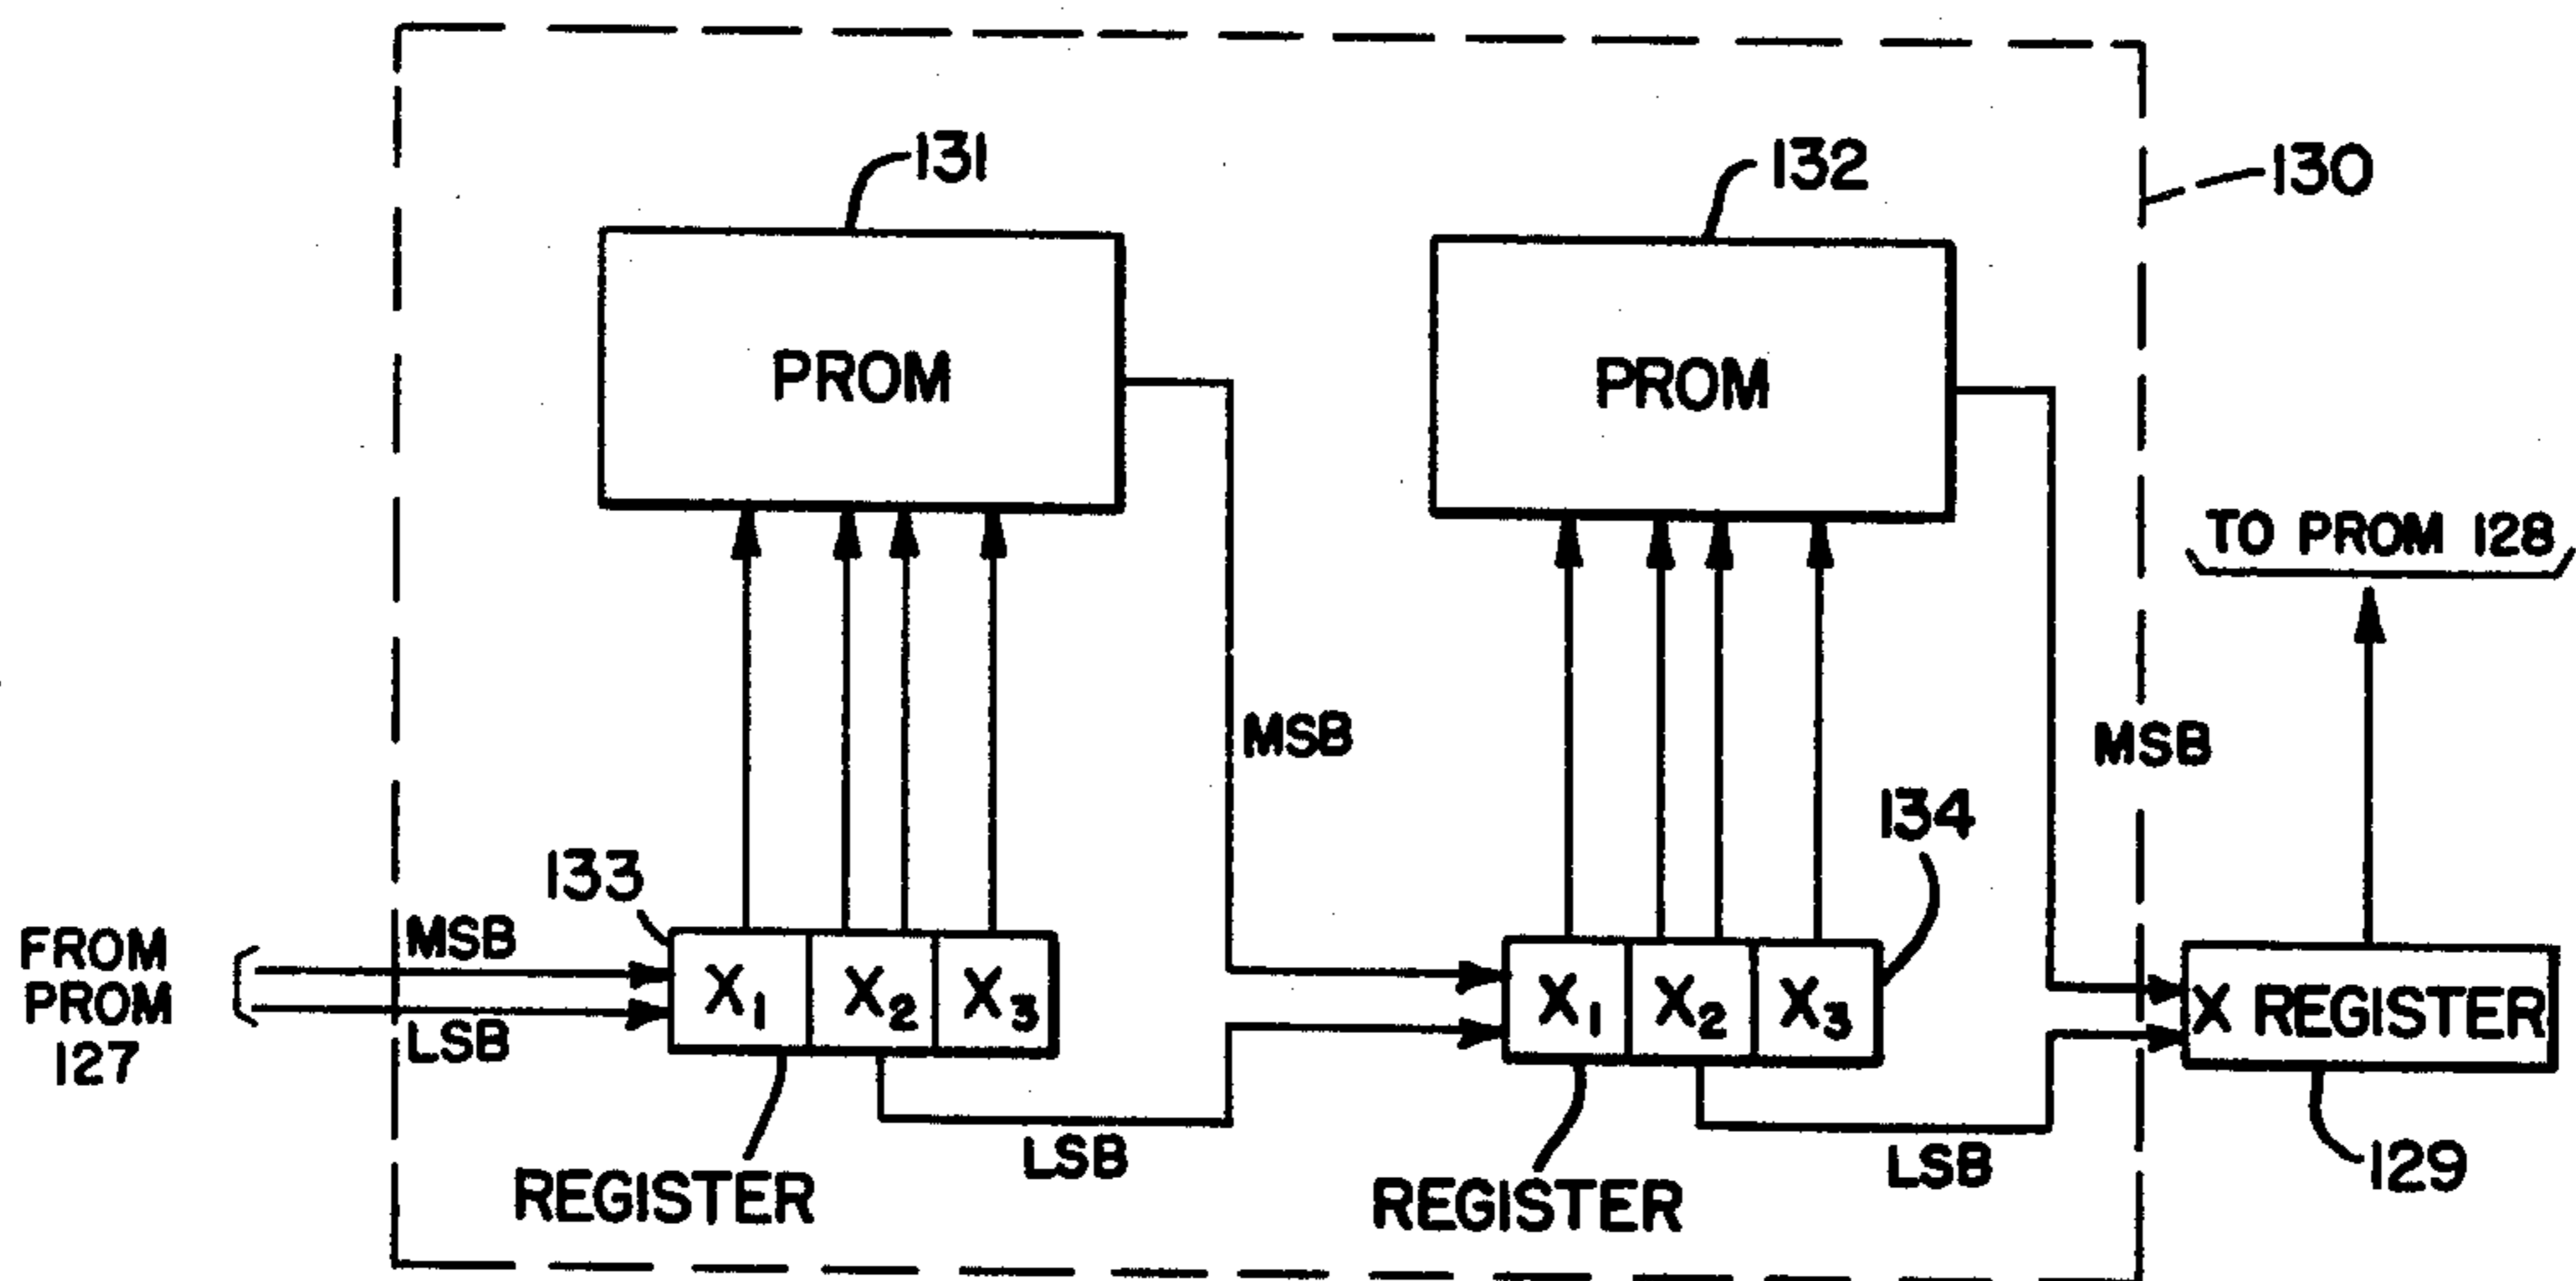 131
132
130
PROM
PROM
TO PROM 128
MSB
MSB
134
133
FROM
PROM
127
MSB
LSB
X₁ X₂ X₃
X₁ X₂ X₃
X REGISTER
LSB
LSB
129
REGISTER
REGISTER